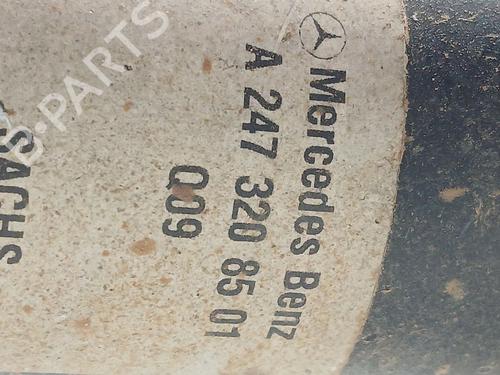 Mercedes Benz
A 247 320 85 01
Q09
SACHS
B-PARTS